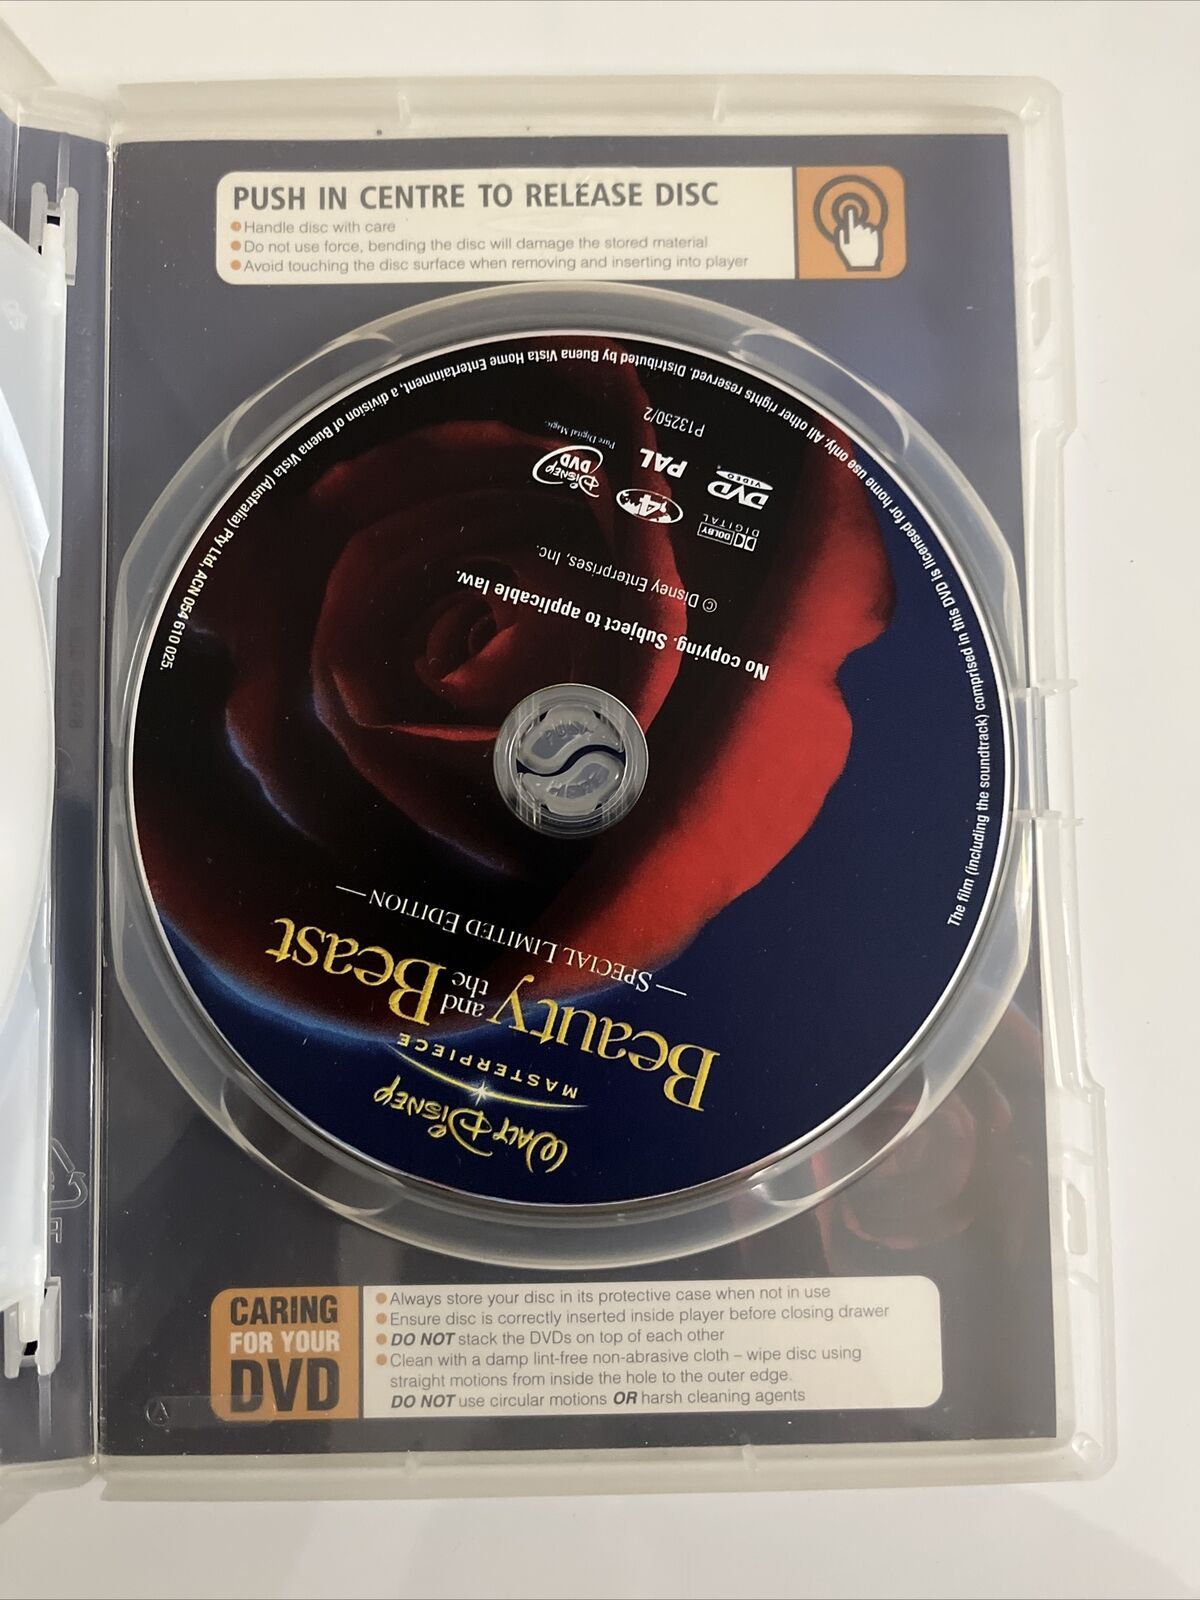 PUSH IN CENTRE TO RELEASE DISC
Handle disc with care
Do not use force, bending the disc will damage the stored material
Avoid touching the disc surface when removing and inserting into player
WALT DISNEY
MASTERPIECE
Beauty and the Beast
— SPECIAL LIMITED EDITION —
PUSH
HERE
No copying. Subject to applicable law.
© Disney Enterprises, Inc.
DOLBY
DIGITAL
4
DISNEY
DVD
Pure Digital Magic.
DVD
VIDEO
PAL
P13250/2
The film (including the soundtrack) comprised in this DVD is licensed for home use only. All other rights reserved. Distributed by Buena Vista Home Entertainment, a division of Buena Vista (Australia) Pty Ltd, ACN 054 610 025.
CARING
FOR YOUR
DVD
Always store your disc in its protective case when not in use
Ensure disc is correctly inserted inside player before closing drawer
DO NOT stack the DVDs on top of each other
Clean with a damp lint-free non-abrasive cloth – wipe disc using
straight motions from inside the hole to the outer edge.
DO NOT use circular motions OR harsh cleaning agents